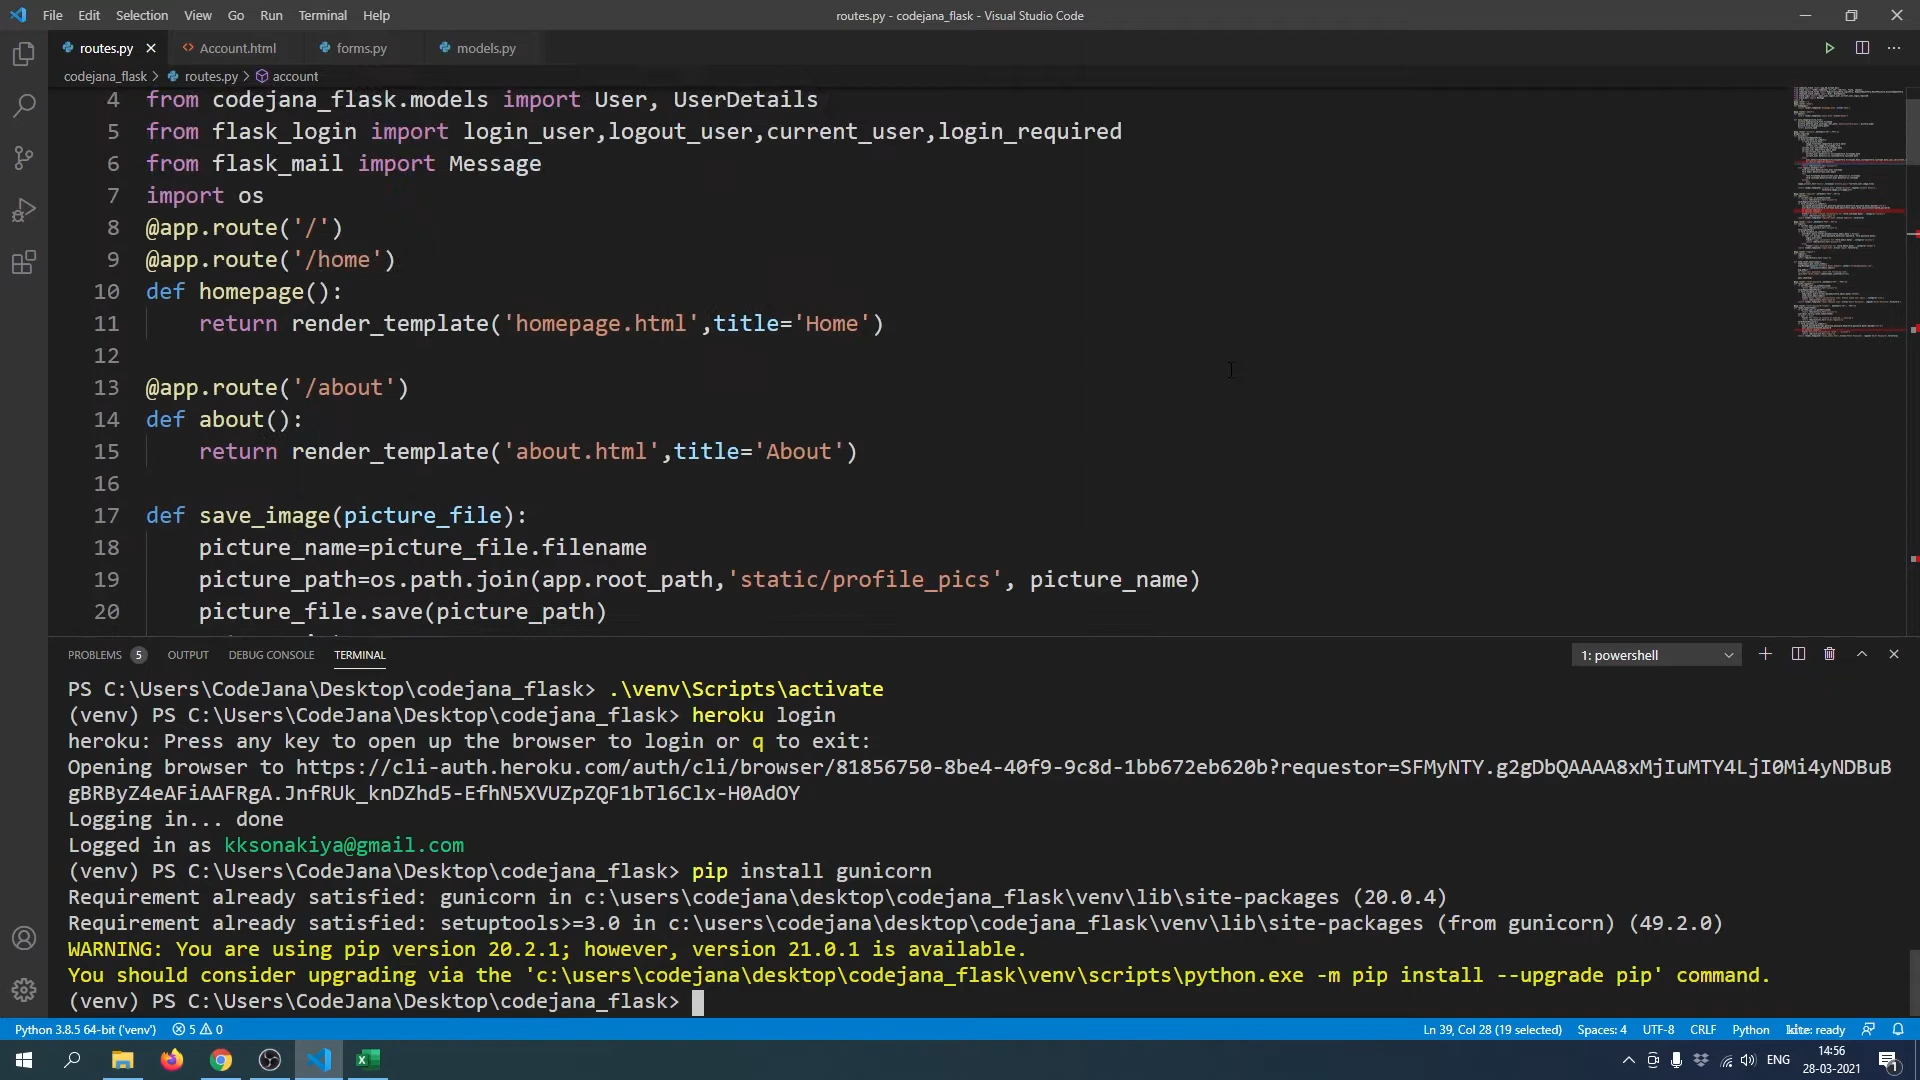 File Edit Selection View Go Run Terminal Help
routes.py - codejana_flask - Visual Studio Code
routes.py Account.html forms.py models.py
codejana_flask > routes.py > account
4 from codejana_flask.models import User, UserDetails
5 from flask_login import login_user,logout_user,current_user,login_required
6 from flask_mail import Message
7 import os
8 @app.route('/')
9 @app.route('/home')
10 def homepage():
11 return render_template('homepage.html',title='Home')
12
13 @app.route('/about')
14 def about():
15 return render_template('about.html',title='About')
16
17 def save_image(picture_file):
18 picture_name=picture_file.filename
19 picture_path=os.path.join(app.root_path,'static/profile_pics', picture_name)
20 picture_file.save(picture_path)
PROBLEMS 5 OUTPUT DEBUG CONSOLE TERMINAL 1: powershell
PS C:\Users\CodeJana\Desktop\codejana_flask> .\venv\Scripts\activate
(venv) PS C:\Users\CodeJana\Desktop\codejana_flask> heroku login
heroku: Press any key to open up the browser to login or q to exit:
Opening browser to https://cli-auth.heroku.com/auth/cli/browser/81856750-8be4-40f9-9c8d-1bb672eb620b?requestor=SFMyNTY.g2gDbQAAAA8xMjIuMTY4LjI0Mi4yNDBuB
gBRByZ4eAFiAAFRgA.JnfRUk_knDZhd5-EfhN5XVUZpZQF1bTl6Clx-H0AdOY
Logging in... done
Logged in as kksonakiya@gmail.com
(venv) PS C:\Users\CodeJana\Desktop\codejana_flask> pip install gunicorn
Requirement already satisfied: gunicorn in c:\users\codejana\desktop\codejana_flask\venv\lib\site-packages (20.0.4)
Requirement already satisfied: setuptools>=3.0 in c:\users\codejana\desktop\codejana_flask\venv\lib\site-packages (from gunicorn) (49.2.0)
WARNING: You are using pip version 20.2.1; however, version 21.0.1 is available.
You should consider upgrading via the 'c:\users\codejana\desktop\codejana_flask\venv\scripts\python.exe -m pip install --upgrade pip' command.
(venv) PS C:\Users\CodeJana\Desktop\codejana_flask>
Python 3.8.5 64-bit ('venv') 5 0 Ln 39, Col 28 (19 selected) Spaces: 4 UTF-8 CRLF Python kite: ready
ENG 14:56
28-03-2021
1